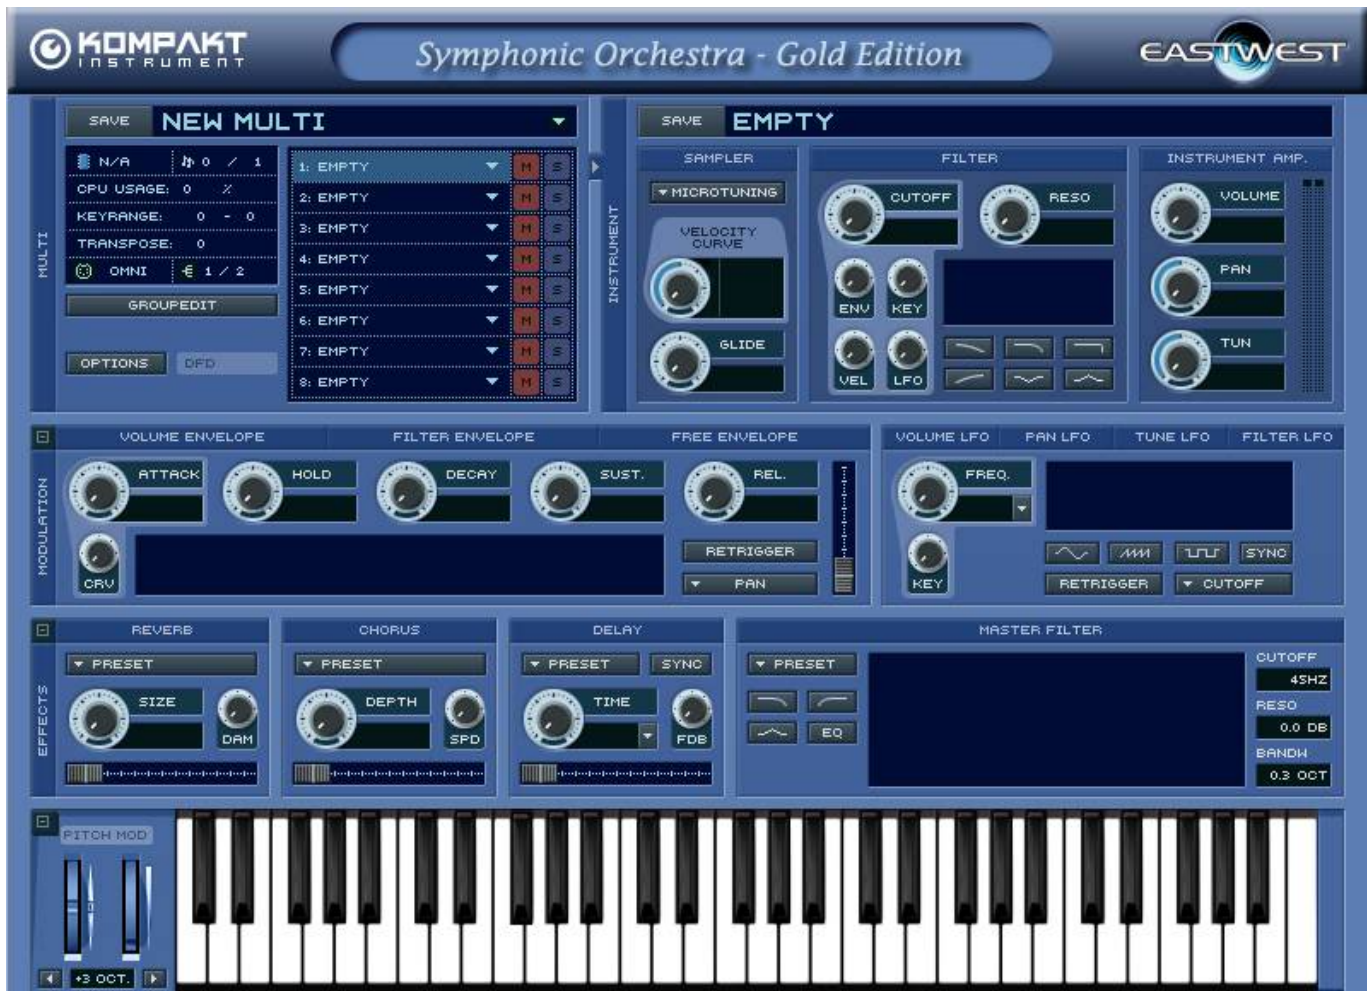 KOMPAKT
INSTRUMENT
Symphonic Orchestra - Gold Edition
EASTWEST
MULTI
SAVE NEW MULTI
N/A 0 / 1
CPU USAGE: 0 %
KEYRANGE: 0 - 0
TRANSPOSE: 0
OMNI 1 / 2
GROUPEDIT
OPTIONS DFD
1: EMPTY M S
2: EMPTY M S
3: EMPTY M S
4: EMPTY M S
5: EMPTY M S
6: EMPTY M S
7: EMPTY M S
8: EMPTY M S
INSTRUMENT
SAVE EMPTY
SAMPLER
MICROTUNING
VELOCITY
CURVE
GLIDE
FILTER
CUTOFF RESO
ENV KEY
VEL LFO
INSTRUMENT AMP.
VOLUME
PAN
TUN
MODULATION
VOLUME ENVELOPE FILTER ENVELOPE FREE ENVELOPE
ATTACK HOLD DECAY SUST. REL.
CRV
RETRIGGER
PAN
VOLUME LFO PAN LFO TUNE LFO FILTER LFO
FREQ.
KEY
SYNC
RETRIGGER CUTOFF
EFFECTS
REVERB
PRESET
SIZE
DAM
CHORUS
PRESET
DEPTH
SPD
DELAY
PRESET SYNC
TIME
FDB
MASTER FILTER
PRESET
EQ
CUTOFF
45HZ
RESO
0.0 DB
BANDW
0.3 OCT
PITCH MOD
+3 OCT.